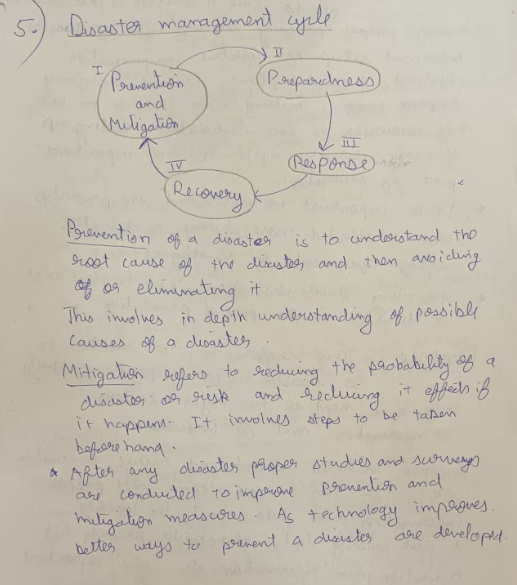 5.) Disaster management cycle
I
II
Prevention
and
Mitigation
Preparidness
III
Response
IV
Recovery
Prevention of a disaster is to understand the
root cause of the disaster and then avoiding
or eliminating it
This involves in depth understanding of possible
causes of a disaster.
Mitigation refers to reducing the probability of a
disaster or risk and reducing it effects if
it happens. It involves steps to be taken
beforehand.
* After any disaster proper studies and surveys
are conducted to improve prevention and
mitigation measures. As technology improves
better ways to prevent a disaster are developed.